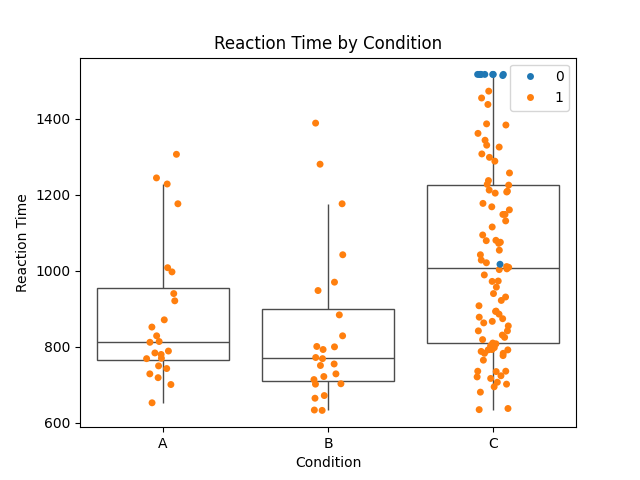 Reaction Time by Condition
0
1
1400
1200
1000
800
600
Reaction Time
A
B
C
Condition